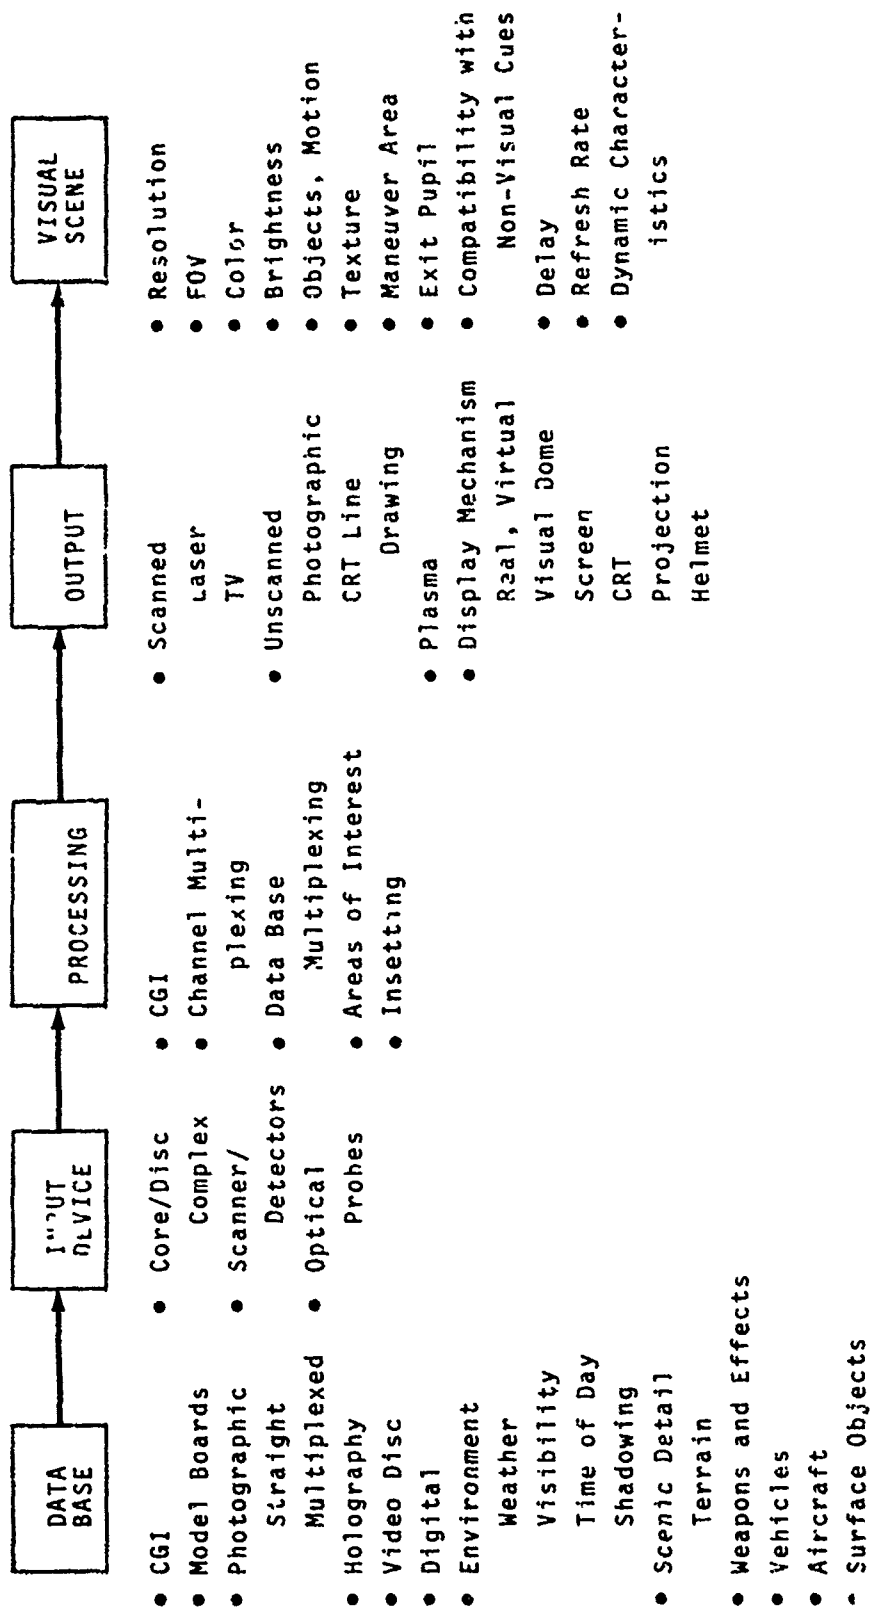 DATA
BASE
• CGI
• Model Boards
• Photographic
Straight
Multiplexed
• Holography
• Video Disc
• Digital
• Environment
Weather
Visibility
Time of Day
Shadowing
• Scenic Detail
Terrain
• Weapons and Effects
• Vehicles
• Aircraft
• Surface Objects
INPUT
DEVICE
• Core/Disc
Complex
• Scanner/
Detectors
• Optical
Probes
PROCESSING
• CGI
• Channel Multi-
plexing
• Data Base
Multiplexing
• Areas of Interest
• Insetting
OUTPUT
• Scanned
Laser
TV
• Unscanned
Photographic
CRT Line
Drawing
• Plasma
• Display Mechanism
Real, Virtual
Visual Dome
Screen
CRT
Projection
Helmet
VISUAL
SCENE
• Resolution
• FOV
• Color
• Brightness
• Objects, Motion
• Texture
• Maneuver Area
• Exit Pupil
• Compatibility with
Non-Visual Cues
• Delay
• Refresh Rate
• Dynamic Character-
istics